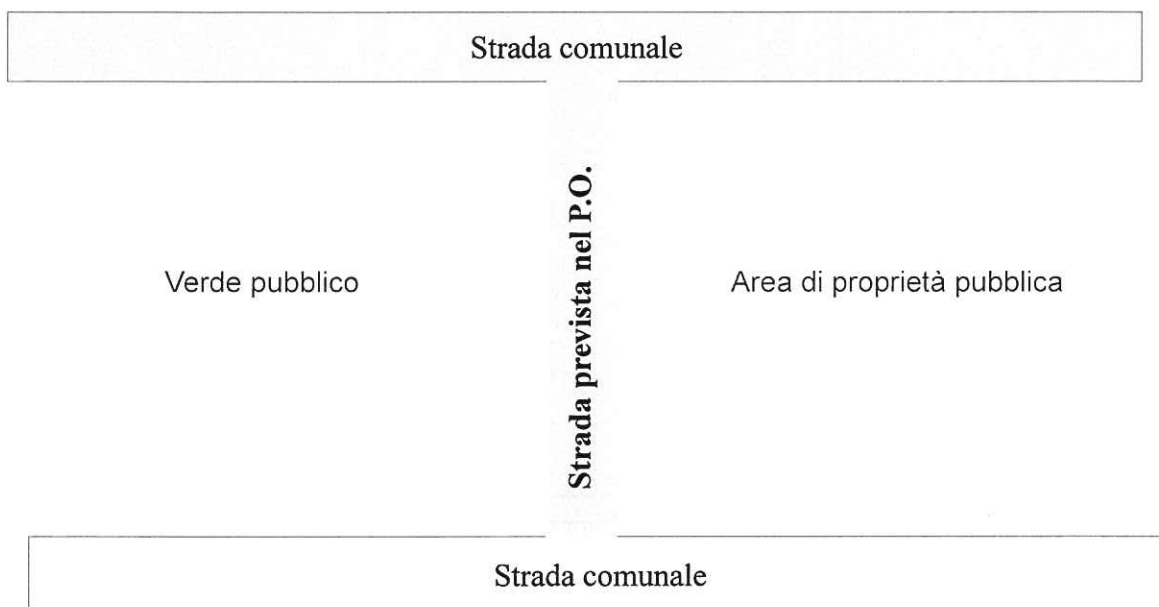 Strada comunale
Verde pubblico
Strada prevista nel P.O.
Area di proprietà pubblica
Strada comunale